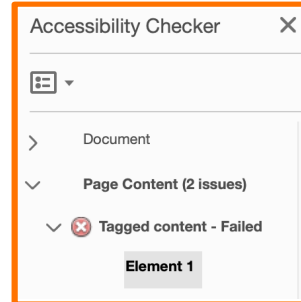 Accessibility Checker
Document
Page Content (2 issues)
Tagged content - Failed
Element 1